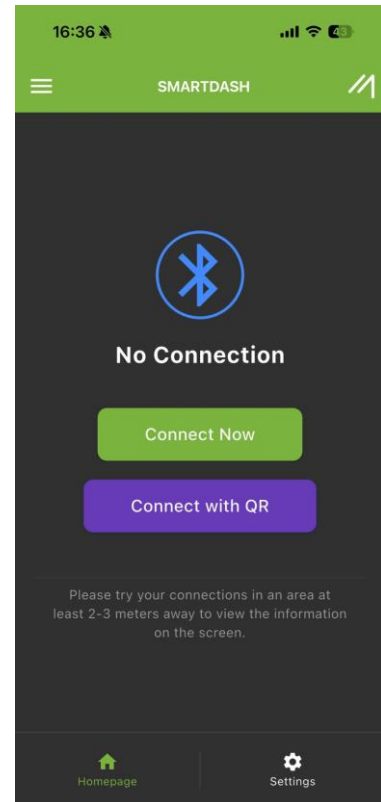 16:36
43
SMARTDASH
No Connection
Connect Now
Connect with QR
Please try your connections in an area at
least 2-3 meters away to view the information
on the screen.
Homepage
Settings